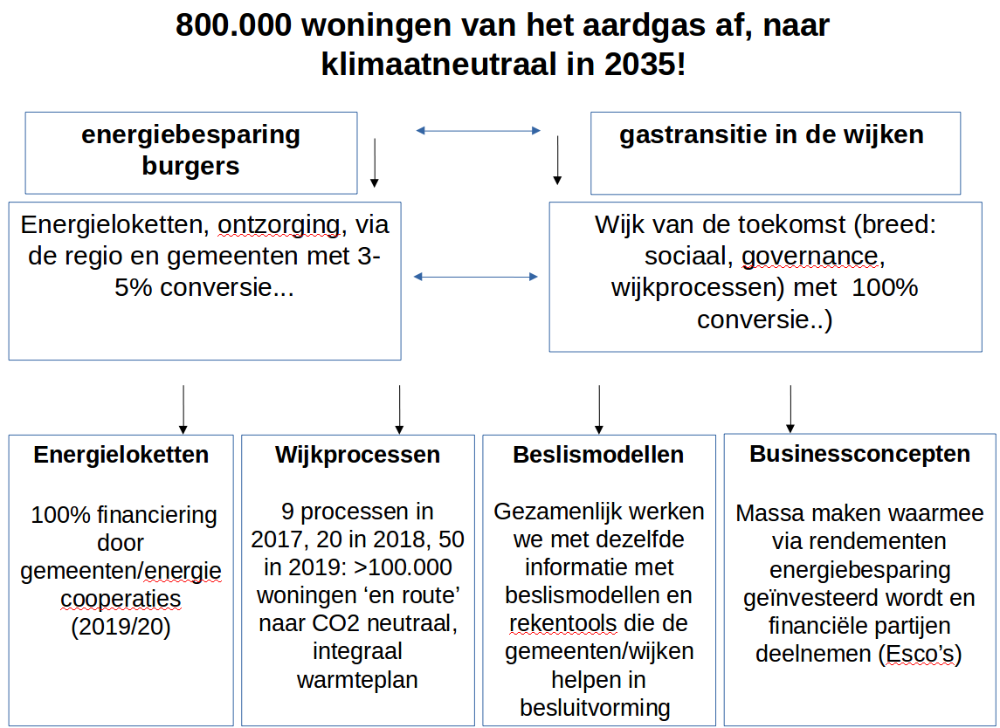 800.000 woningen van het aardgas af, naar
klimaatneutraal in 2035!
energiebesparing
burgers
gastransitie in de wijken
Energieloketten, ontzorging, via
de regio en gemeenten met 3-
5% conversie...
Wijk van de toekomst (breed:
sociaal, governance,
wijkprocessen) met  100%
conversie..)
Energieloketten
100% financiering
door
gemeenten/energie
cooperaties
(2019/20)
Wijkprocessen
9 processen in
2017, 20 in 2018, 50
in 2019: >100.000
woningen ‘en route’
naar CO2 neutraal,
integraal
warmteplan
Beslismodellen
Gezamenlijk werken
we met dezelfde
informatie met
beslismodellen en
rekentools die de
gemeenten/wijken
helpen in
besluitvorming
Businessconcepten
Massa maken waarmee
via rendementen
energiebesparing
geïnvesteerd wordt en
financiële partijen
deelnemen (Esco’s)